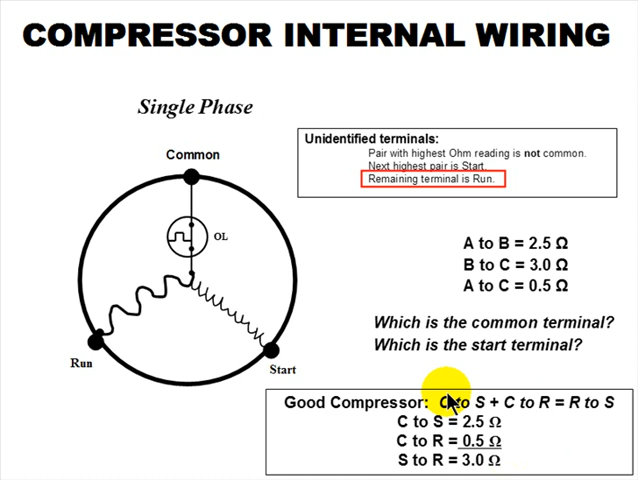 COMPRESSOR INTERNAL WIRING
Single Phase
Common
OL
Run
Start
Unidentified terminals:
Pair with highest Ohm reading is not common.
Next highest pair is Start.
Remaining terminal is Run.
A to B = 2.5 Ω
B to C = 3.0 Ω
A to C = 0.5 Ω
Which is the common terminal?
Which is the start terminal?
Good Compressor: C to S + C to R = R to S
C to S = 2.5 Ω
C to R = 0.5 Ω
S to R = 3.0 Ω